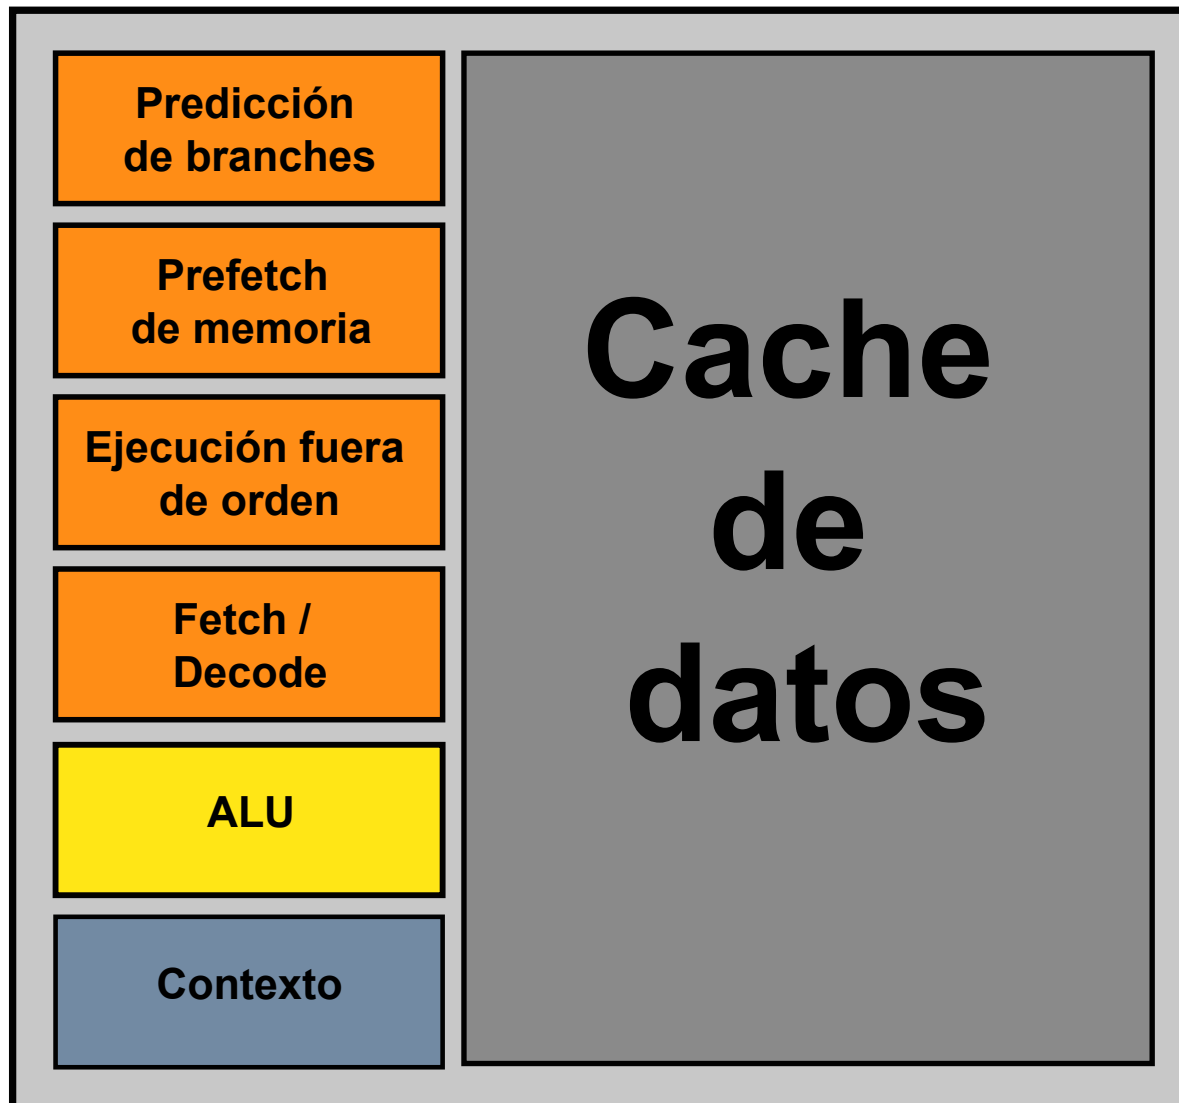 Predicción
de branches
Prefetch
de memoria
Ejecución fuera
de orden
Fetch /
Decode
ALU
Contexto
Cache
de
datos